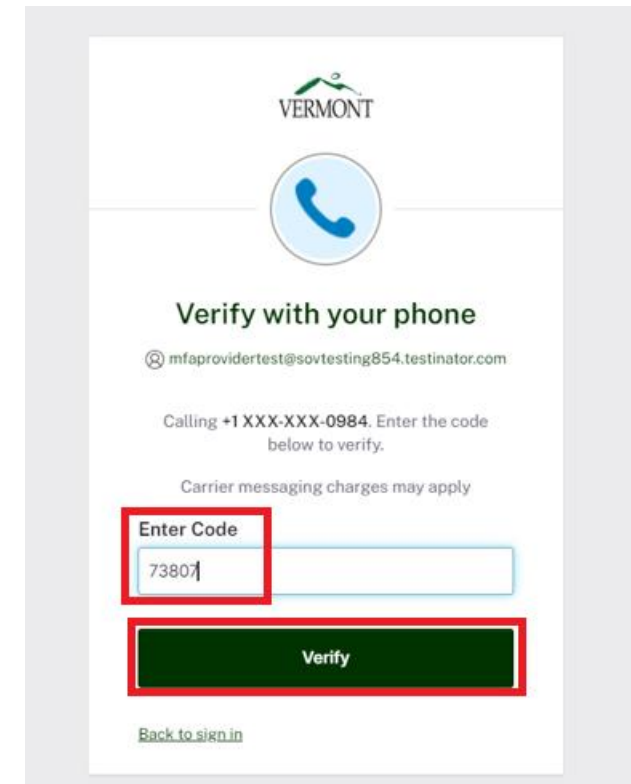 VERMONT
Verify with your phone
mfaprovidertest@sovtesting854.testinator.com
Calling +1 XXX-XXX-0984. Enter the code
below to verify.
Carrier messaging charges may apply
Enter Code
73807
Verify
Back to sign in